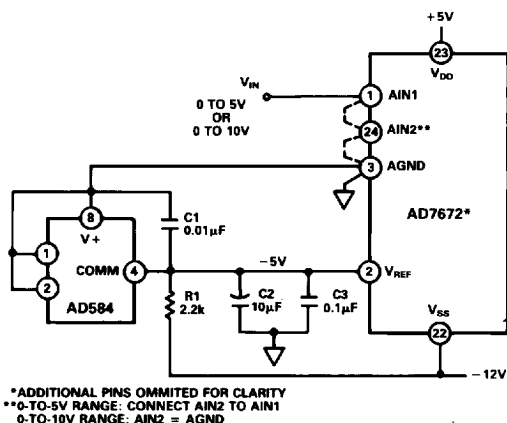 +5V
23
VDD
VIN
0 TO 5V
OR
0 TO 10V
1 AIN1
24 AIN2**
3 AGND
AD7672*
8
V+
C1
0.01µF
1
COMM 4
-5V
2 VREF
2
AD584
R1
2.2k
C2
10µF
C3
0.1µF
VSS
22
-12V
*ADDITIONAL PINS OMMITED FOR CLARITY
**0-TO-5V RANGE: CONNECT AIN2 TO AIN1
0-TO-10V RANGE: AIN2 = AGND